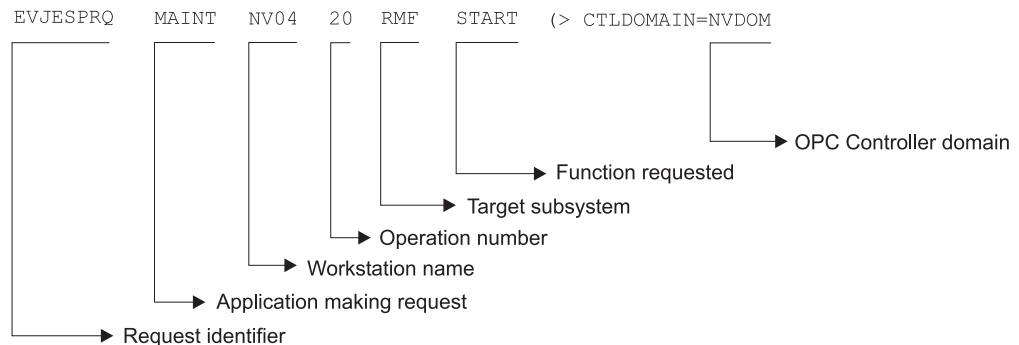 EVJESPRQ MAINT NV04 20 RMF START (> CTLDOMAIN=NVDOM
OPC Controller domain
Function requested
Target subsystem
Operation number
Workstation name
Application making request
Request identifier